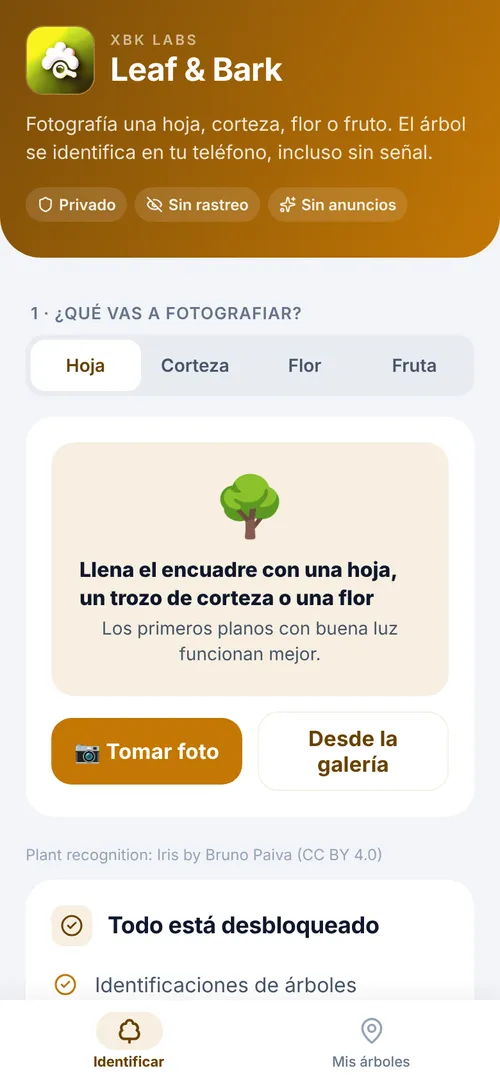 XBK LABS
Leaf & Bark
Fotografía una hoja, corteza, flor o fruto. El árbol
se identifica en tu teléfono, incluso sin señal.
Privado
Sin rastreo
Sin anuncios
1 · ¿QUÉ VAS A FOTOGRAFIAR?
Hoja
Corteza
Flor
Fruta
Llena el encuadre con una hoja,
un trozo de corteza o una flor
Los primeros planos con buena luz
funcionan mejor.
Tomar foto
Desde la
galería
Plant recognition: Iris by Bruno Paiva (CC BY 4.0)
Todo está desbloqueado
Identificaciones de árboles
Identificar
Mis árboles